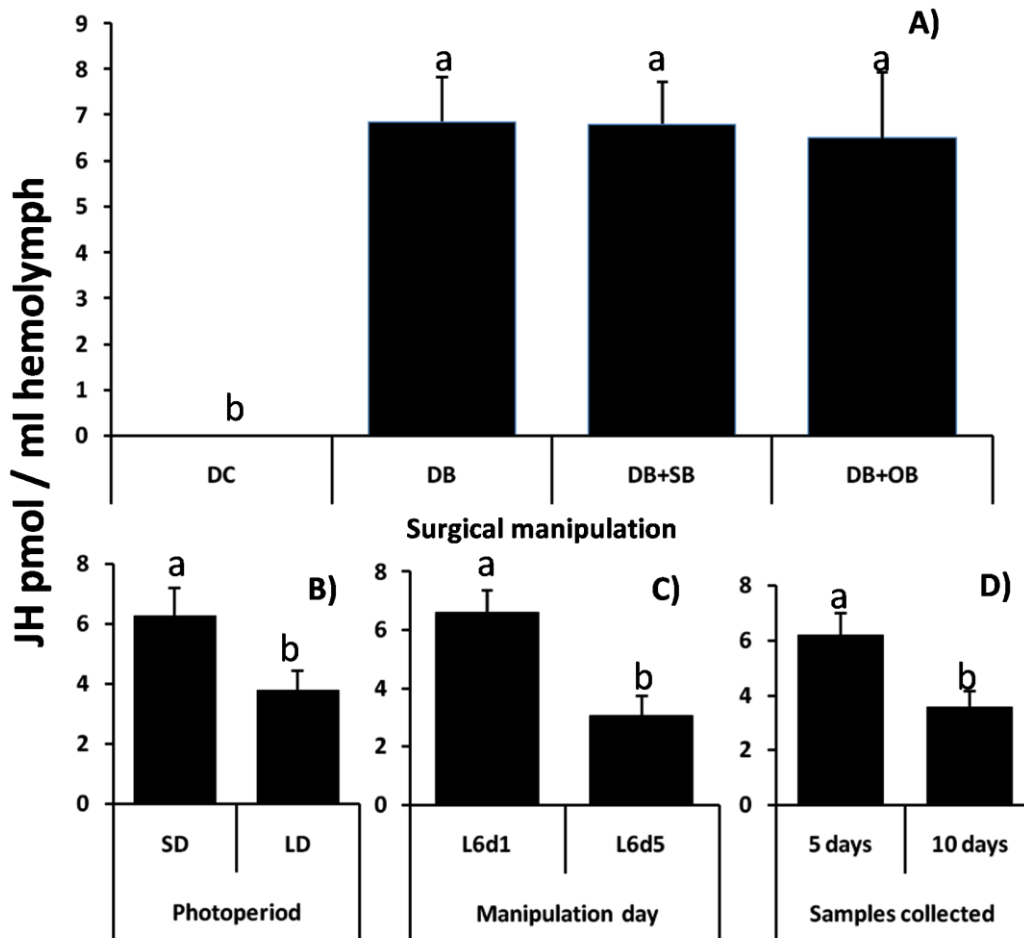 JH pmol / ml hemolymph
A)
9
8
7
6
5
4
3
2
1
0
b
a
a
a
DC DB DB+SB DB+OB
Surgical manipulation
B)
8
6
4
2
0
a
b
SD LD
Photoperiod
C)
8
6
4
2
0
a
b
L6d1 L6d5
Manipulation day
D)
8
6
4
2
0
a
b
5 days 10 days
Samples collected